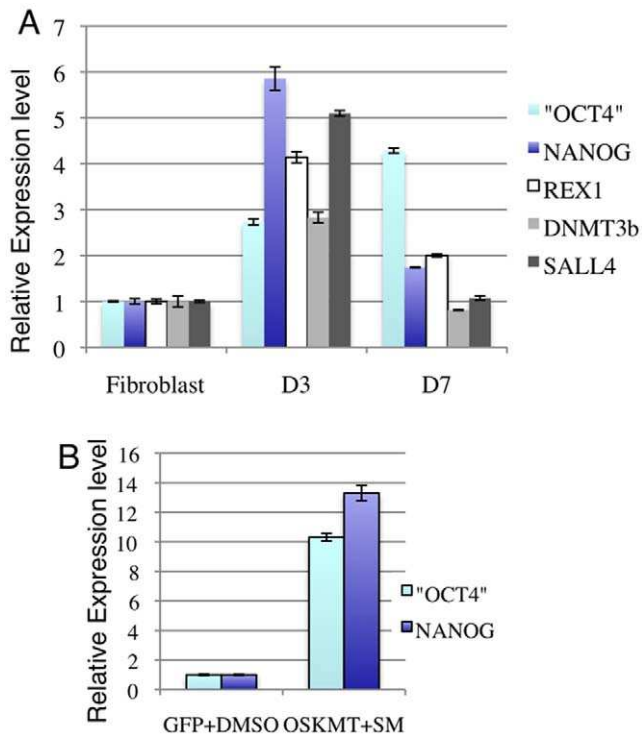 A
Relative Expression level
7
6
5
4
3
2
1
0
Fibroblast D3 D7
"OCT4"
NANOG
REX1
DNMT3b
SALL4
B
Relative Expression level
16
14
12
10
8
6
4
2
0
GFP+DMSO OSKMT+SM
"OCT4"
NANOG